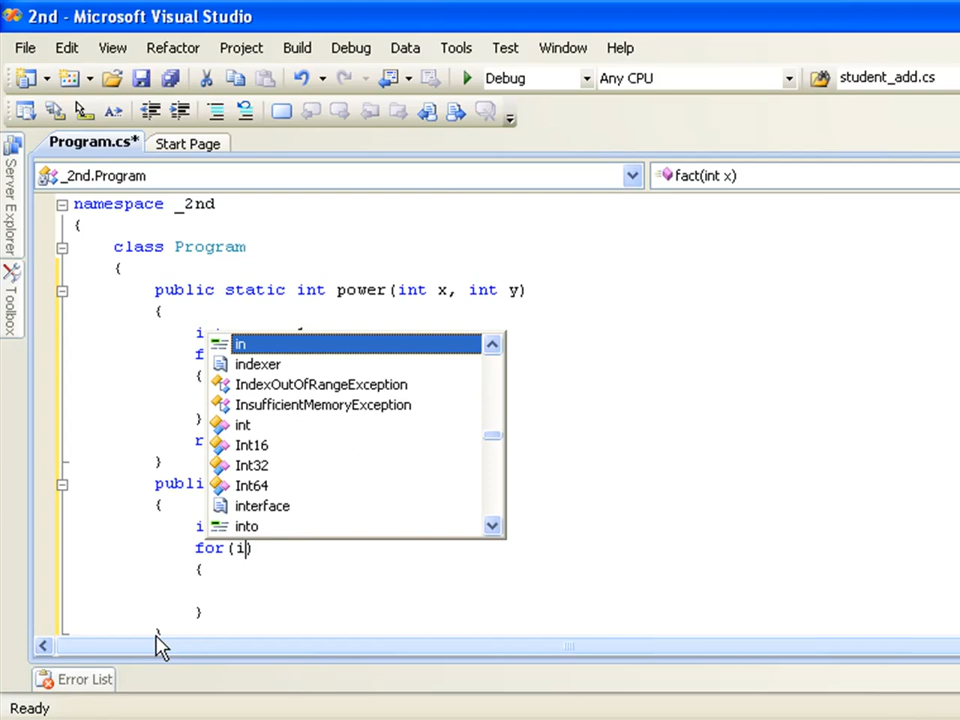 2nd - Microsoft Visual Studio
File Edit View Refactor Project Build Debug Data Tools Test Window Help
Debug Any CPU student_add.cs
Program.cs* Start Page
_2nd.Program fact(int x)
Server Explorer
Toolbox
namespace _2nd
{
class Program
{
public static int power(int x, int y)
{
i
f
{
}
r
}
publi
{
i
for(i)
{
}
}
in
indexer
IndexOutOfRangeException
InsufficientMemoryException
int
Int16
Int32
Int64
interface
into
Error List
Ready